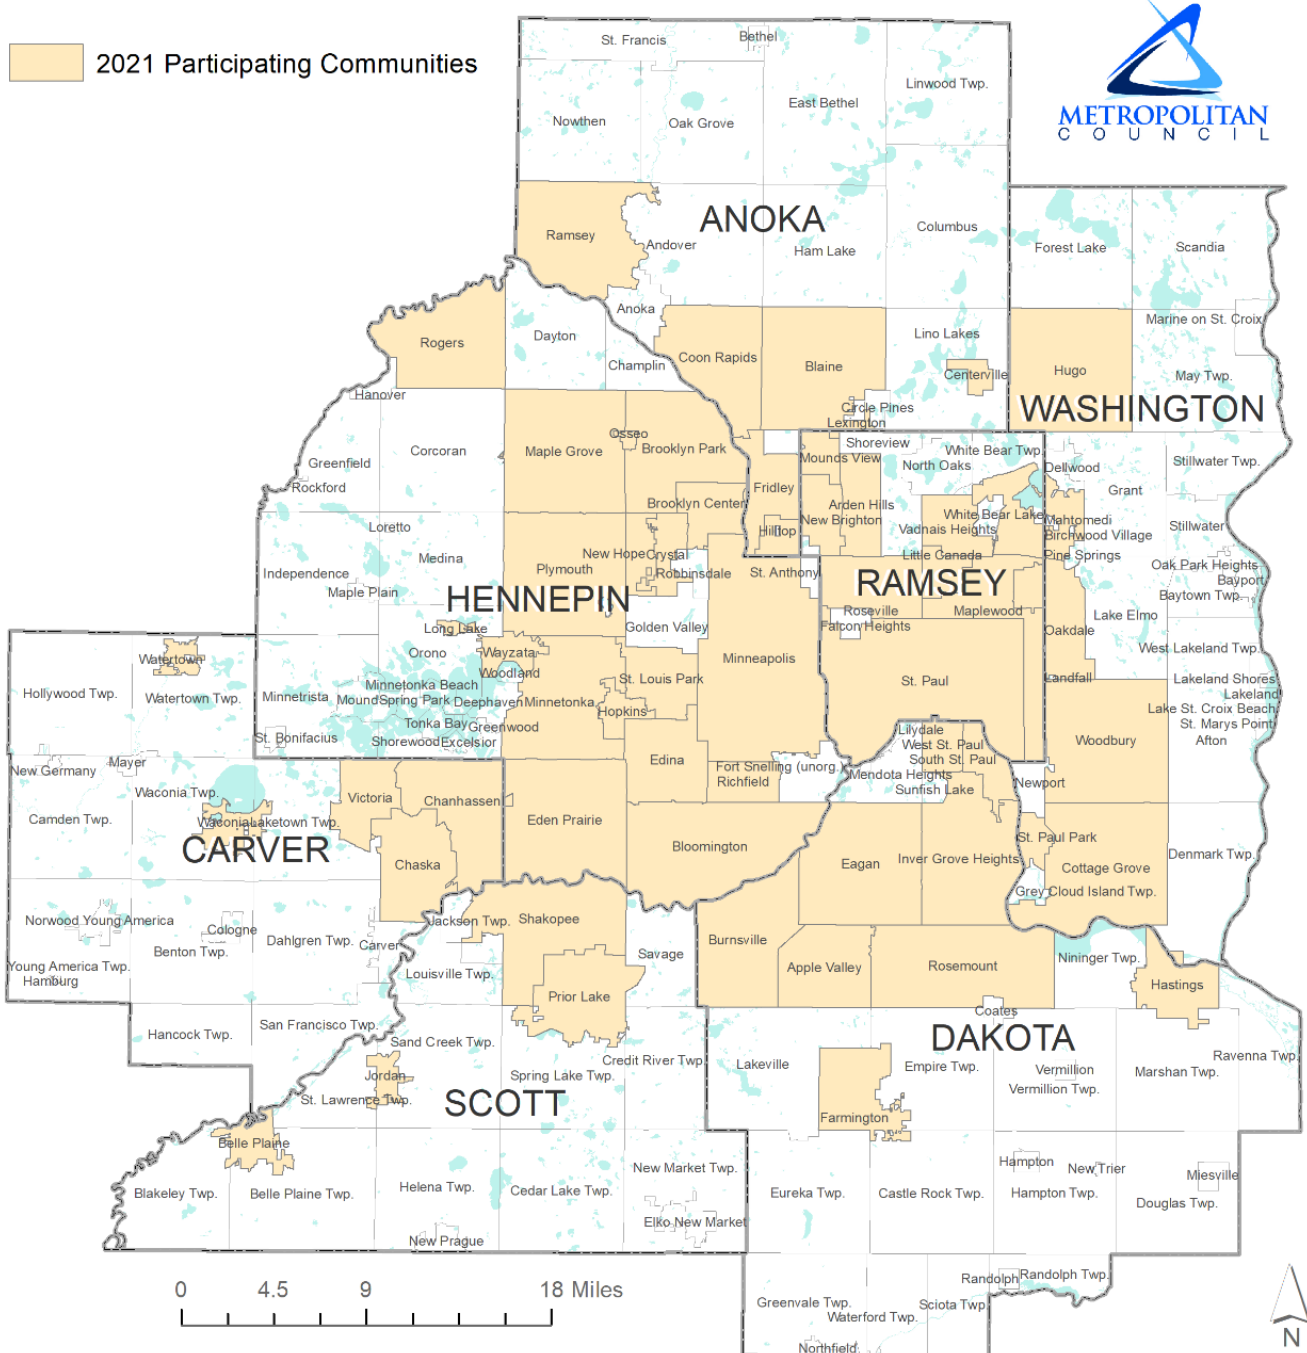 2021 Participating Communities
METROPOLITAN
COUNCIL
St. Francis
Bethel
Linwood Twp.
East Bethel
Nowthen
Oak Grove
ANOKA
Ramsey
Andover
Ham Lake
Columbus
Forest Lake
Scandia
Anoka
Dayton
Champlin
Rogers
Coon Rapids
Blaine
Lino Lakes
Centerville
Marine on St. Croix
Hugo
May Twp.
WASHINGTON
Hanover
Circle Pines
Lexington
Corcoran
Greenfield
Rockford
Maple Grove
Osseo
Brooklyn Park
Mounds View
Shoreview
North Oaks
White Bear Twp.
Dellwood
Stillwater Twp.
Grant
Fridley
Brooklyn Center
Arden Hills
New Brighton
Hilltop
White Bear Lake
Vadnais Heights
Mahtomedi
Birchwood Village
Stillwater
Loretto
Medina
Plymouth
New Hope
Crystal
Robbinsdale
St. Anthony
Little Canada
Pine Springs
Oak Park Heights
Bayport
Baytown Twp.
Independence
Maple Plain
HENNEPIN
RAMSEY
Roseville
Maplewood
Falcon Heights
Lake Elmo
Long Lake
Golden Valley
Oakdale
Orono
Wayzata
Woodland
Minneapolis
West Lakeland Twp.
Watertown
Hollywood Twp.
Watertown Twp.
Minnetrista
Minnetonka Beach
Mound
Spring Park
Deephaven
Minnetonka
St. Louis Park
Hopkins
St. Paul
Landfall
Lakeland Shores
Lakeland
Lake St. Croix Beach
St. Marys Point
Afton
Tonka Bay
Greenwood
St. Bonifacius
Shorewood
Excelsior
Woodbury
Lilydale
West St. Paul
South St. Paul
Mendota Heights
Sunfish Lake
Newport
Edina
Fort Snelling (unorg.)
Richfield
New Germany
Mayer
Waconia Twp.
Victoria
Chanhassen
Camden Twp.
Waconia
Laketown Twp.
Eden Prairie
Bloomington
CARVER
Chaska
Eagan
Inver Grove Heights
St. Paul Park
Cottage Grove
Denmark Twp.
Grey Cloud Island Twp.
Norwood Young America
Cologne
Jackson Twp.
Shakopee
Benton Twp.
Dahlgren Twp.
Carver
Burnsville
Savage
Young America Twp.
Hamburg
Louisville Twp.
Apple Valley
Rosemount
Nininger Twp.
Prior Lake
Hastings
Coates
Hancock Twp.
San Francisco Twp.
Sand Creek Twp.
DAKOTA
Credit River Twp.
Lakeville
Empire Twp.
Vermillion
Vermillion Twp.
Marshan Twp.
Ravenna Twp.
Jordan
Spring Lake Twp.
St. Lawrence Twp.
SCOTT
Farmington
Belle Plaine
Blakeley Twp.
Belle Plaine Twp.
Helena Twp.
Cedar Lake Twp.
New Market Twp.
Elko New Market
New Prague
Eureka Twp.
Castle Rock Twp.
Hampton
New Trier
Hampton Twp.
Miesville
Douglas Twp.
0 4.5 9 18 Miles
Randolph
Randolph Twp.
Greenvale Twp.
Waterford Twp.
Sciota Twp.
Northfield
N